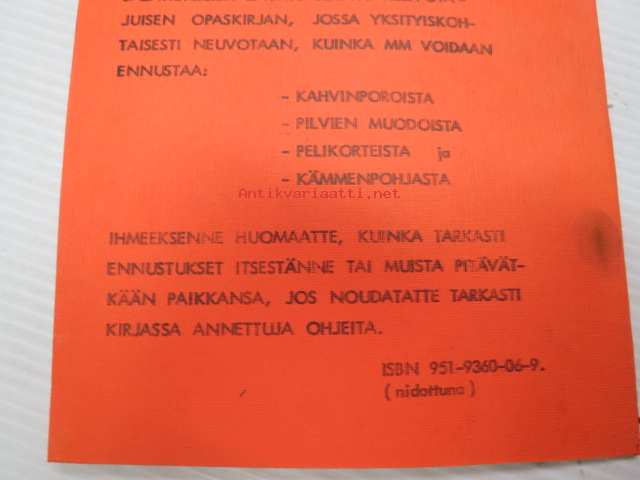 JUISEN OPASKIRJAN, JOSSA YKSITYISKOH-
TAISESTI NEUVOTAAN, KUINKA MM VOIDAAN
ENNUSTAA:
- KAHVINPOROISTA
- PILVIEN MUODOISTA
- PELIKORTEISTA ja
- KÄMMENPOHJASTA
Antikvariaatti.net
IHMEEKSENNE HUOMAATTE, KUINKA TARKASTI
ENNUSTUKSET ITSESTÄNNE TAI MUISTA PITÄVÄT-
KÄÄN PAIKKANSA, JOS NOUDATATTE TARKASTI
KIRJASSA ANNETTUJA OHJEITA.
ISBN 951-9360-06-9.
(nidottuna)